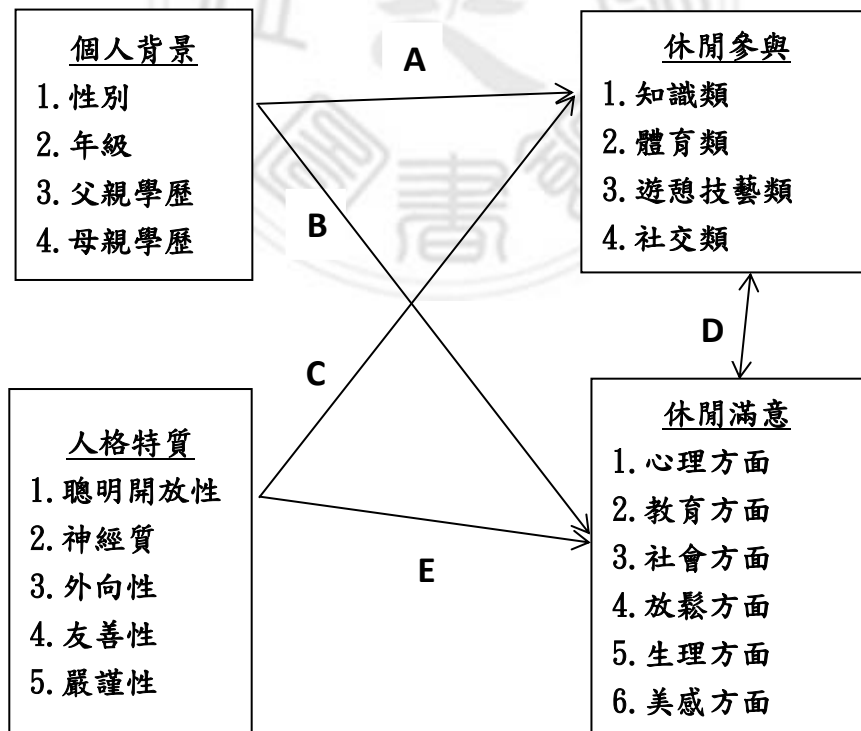 個人背景
1.性別
2.年級
3.父親學歷
4.母親學歷
A
休閒參與
1.知識類
2.體育類
3.遊憩技藝類
4.社交類
B
C
D
人格特質
1.聰明開放性
2.神經質
3.外向性
4.友善性
5.嚴謹性
E
休閒滿意
1.心理方面
2.教育方面
3.社會方面
4.放鬆方面
5.生理方面
6.美感方面
書